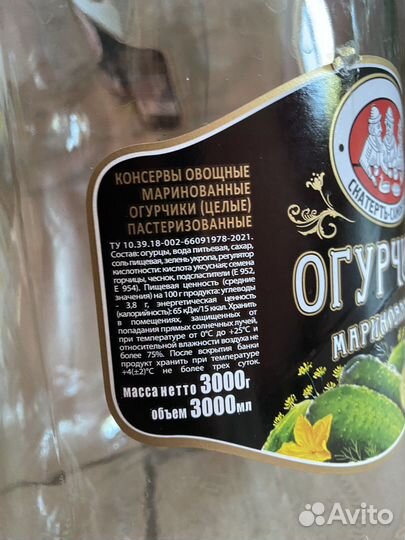 КОНСЕРВЫ ОВОЩНЫЕ
МАРИНОВАННЫЕ
ОГУРЧИКИ (ЦЕЛЫЕ)
ПАСТЕРИЗОВАННЫЕ
ТУ 10.39.18-002-66091978-2021.
Состав: огурцы, вода питьевая, сахар,
соль пищевая, зелень укропа, регулятор
кислотности: кислота уксусная; семена
горчицы, чеснок, подсластители (Е 952,
Е 954). Пищевая ценность (средние
значения) на 100 г продукта: углеводы
- 3,8 г, энергетическая ценность
(калорийность): 65 кДж/15 ккал. Хранить
в помещениях, защищенных от
попадания прямых солнечных лучей,
при температуре от 0°С до +25°С и
относительной влажности воздуха не
более 75%. После вскрытия банки
продукт хранить при температуре
+4(±2)°С не более трех суток.
масса нетто 3000г
объем 3000мл
СКАТЕРТЬ-САМО
ОГУРЧИ
МАРИНОВА
Avito